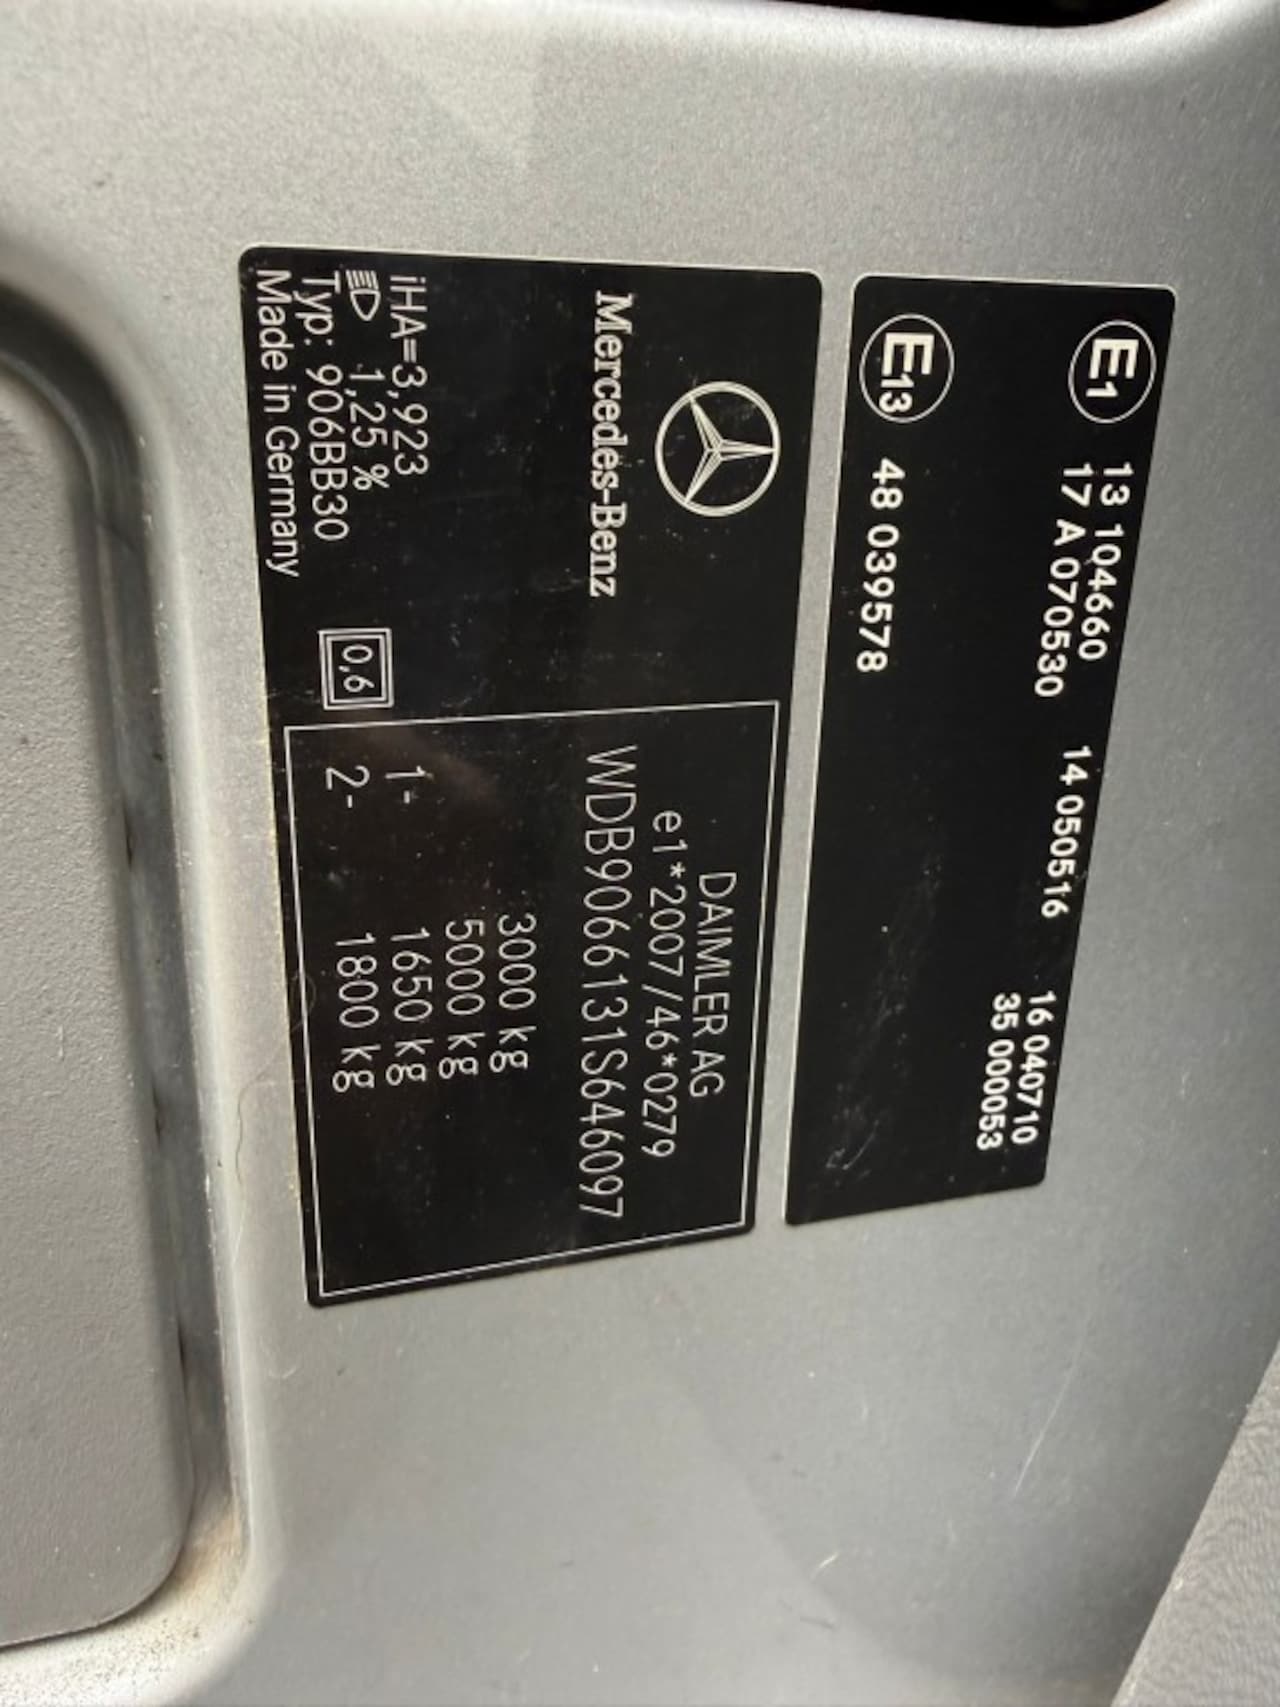 E1 13 104660 14 050516 16 040710
17 A 070530 35 000053
E13 48 039578
Mercedes-Benz
DAIMLER AG
e1*2007/46*0279
WDB9066131S646097
3000 kg
5000 kg
1- 1650 kg
2- 1800 kg
iHA=3,923
1,25 %
Typ: 906BB30 0,6
Made in Germany